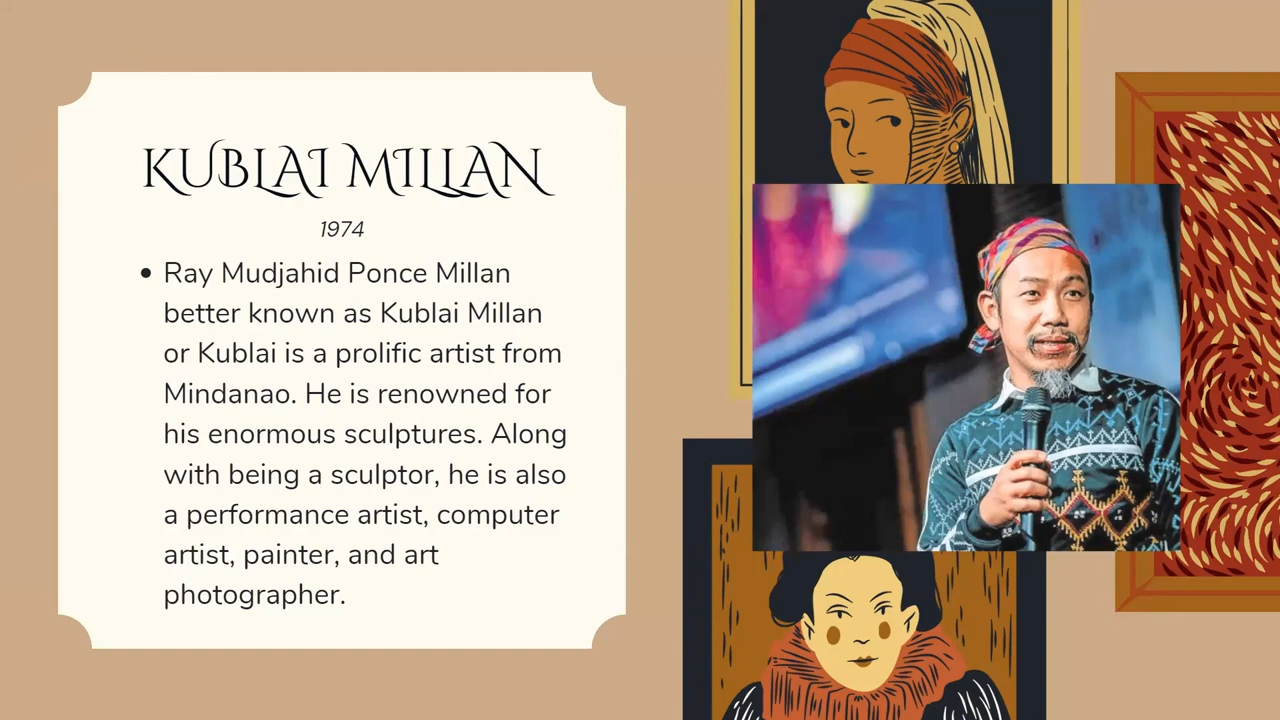 KUBLAI MILLAN
1974
• Ray Mudjahid Ponce Millan
better known as Kublai Millan
or Kublai is a prolific artist from
Mindanao. He is renowned for
his enormous sculptures. Along
with being a sculptor, he is also
a performance artist, computer
artist, painter, and art
photographer.